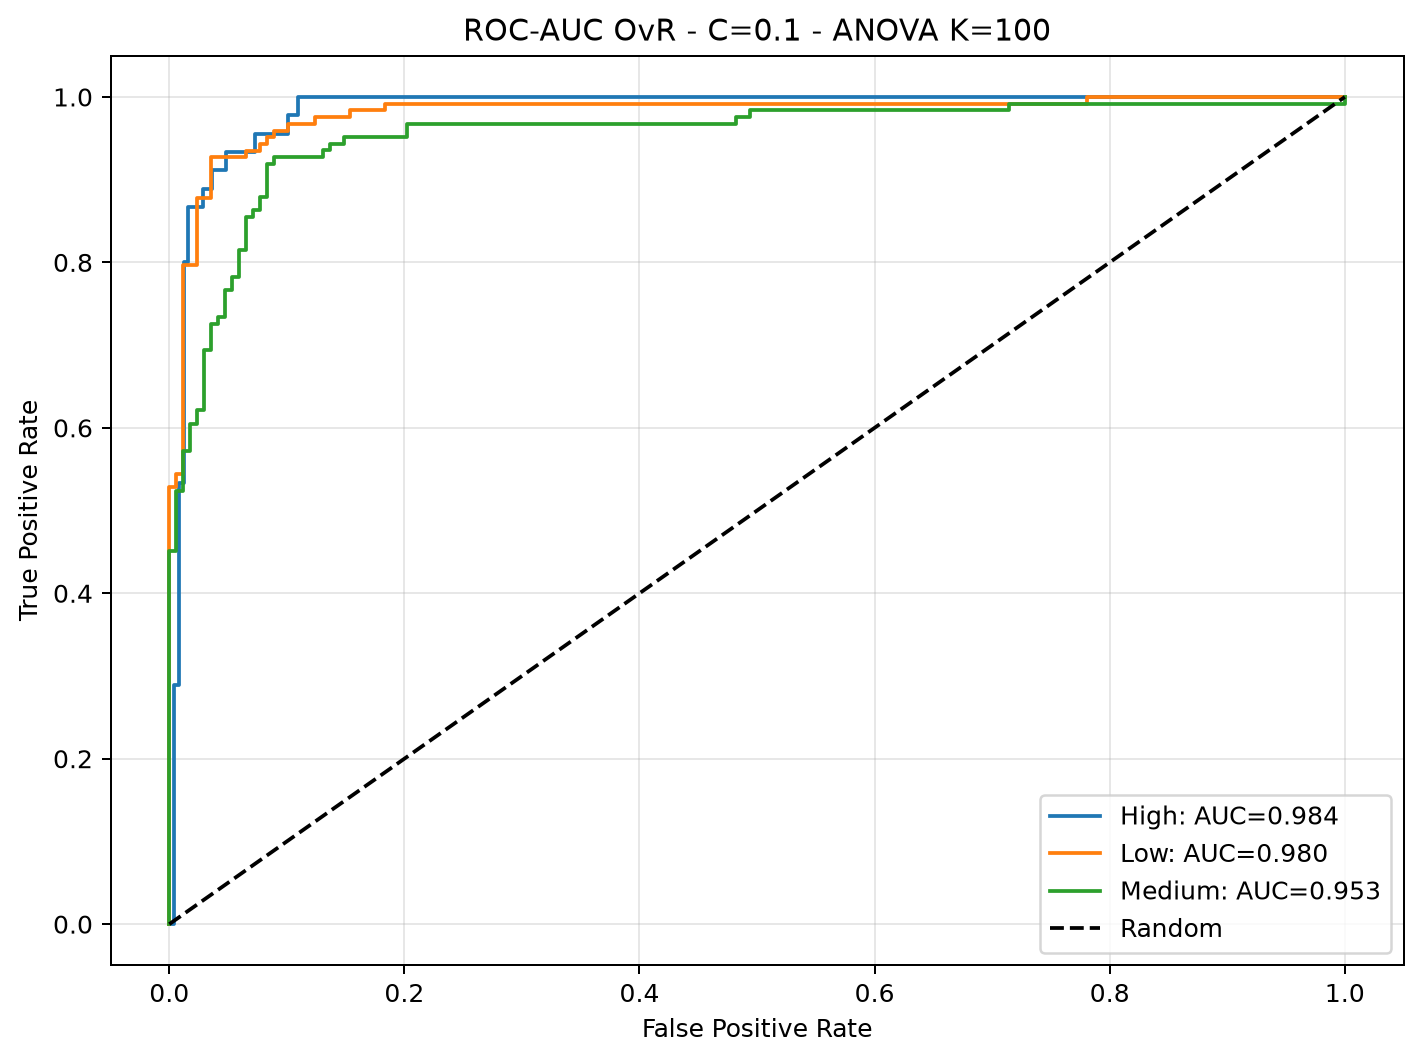 ROC-AUC OvR - C=0.1 - ANOVA K=100
1.0
0.8
0.6
0.4
0.2
0.0
True Positive Rate
High: AUC=0.984
Low: AUC=0.980
Medium: AUC=0.953
Random
0.0 0.2 0.4 0.6 0.8 1.0
False Positive Rate